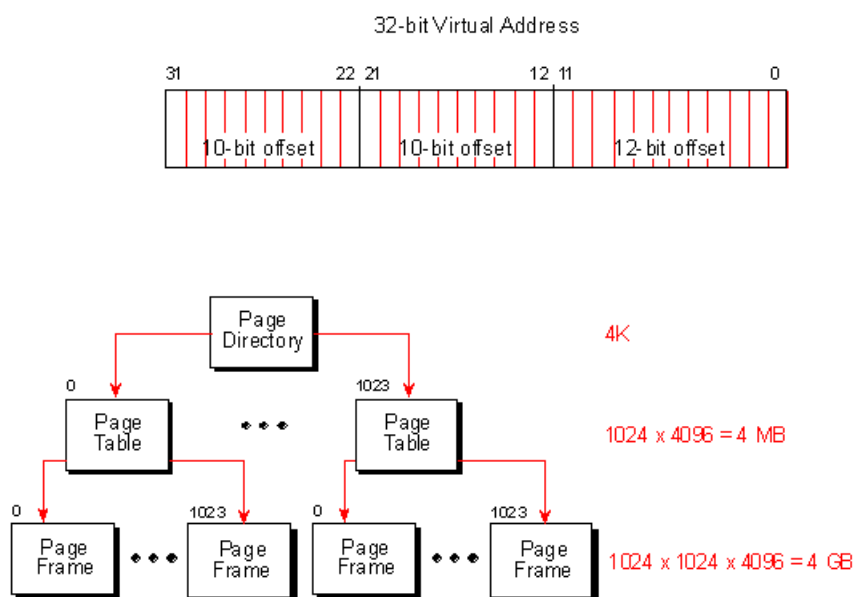 32-bit Virtual Address
31 22 21 12 11 0
10-bit offset 10-bit offset 12-bit offset
Page
Directory
4K
0 1023
Page
Table
Page
Table
1024 x 4096 = 4 MB
0 1023 0 1023
Page
Frame
Page
Frame
Page
Frame
Page
Frame
1024 x 1024 x 4096 = 4 GB